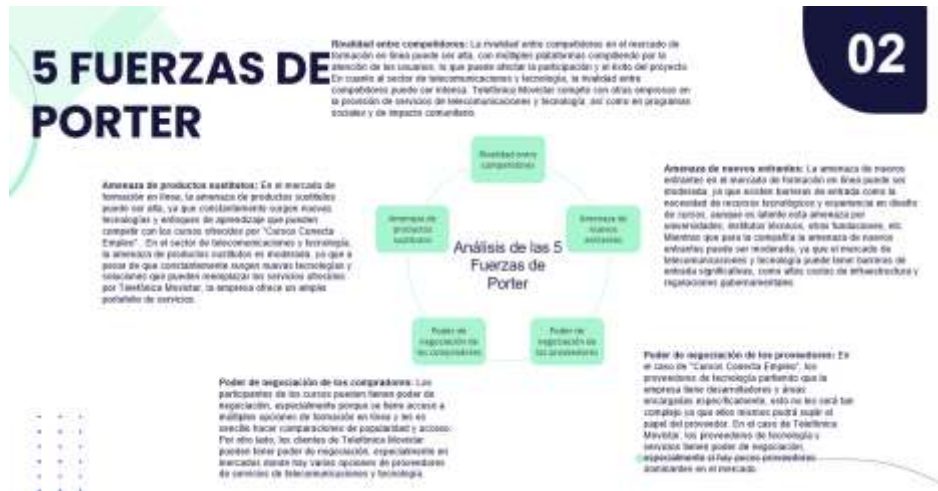 5 FUERZAS DE
PORTER
02
Rivalidad entre competidores: La rivalidad entre competidores en el mercado de
formación en línea puede ser alta, con múltiples plataformas compitiendo por la
atención de los usuarios, lo que puede afectar la participación y el éxito del proyecto.
En cuanto al sector de telecomunicaciones y tecnología, la rivalidad entre
competidores puede ser intensa. Telefónica Movistar compite con otras empresas en
la provisión de servicios de telecomunicaciones y tecnología, así como en programas
sociales y de impacto comunitario.
Rivalidad entre
competidores
Amenaza de productos sustitutos: En el mercado de
formación en línea, la amenaza de productos sustitutos
puede ser alta, ya que constantemente surgen nuevas
tecnologías y enfoques de aprendizaje que pueden
competir con los cursos ofrecidos por "Cursos Conecta
Empleo". En el sector de telecomunicaciones y tecnología,
la amenaza de productos sustitutos es moderada, ya que a
pesar de que constantemente surgen nuevas tecnologías y
soluciones que pueden reemplazar los servicios ofrecidos
por Telefónica Movistar, la empresa ofrece un amplio
portafolio de servicios.
Amenaza de
productos
sustitutos
Amenaza de
nuevos
entrantes
Análisis de las 5
Fuerzas de
Porter
Amenaza de nuevos entrantes: La amenaza de nuevos
entrantes en el mercado de formación en línea puede ser
moderada, ya que existen barreras de entrada como la
necesidad de recursos tecnológicos y experiencia en diseño
de cursos, aunque es latente esta amenaza por
universidades, institutos técnicos, otras fundaciones, etc.
Mientras que para la compañía la amenaza de nuevos
entrantes puede ser moderada, ya que el mercado de
telecomunicaciones y tecnología puede tener barreras de
entrada significativas, como altos costos de infraestructura y
regulaciones gubernamentales.
Poder de
negociación de
los compradores
Poder de
negociación de
los proveedores
Poder de negociación de los compradores: Los
participantes de los cursos pueden tienen poder de
negociación, especialmente porque se tiene acceso a
múltiples opciones de formación en línea y les es
sencillo hacer comparaciones de popularidad y acceso.
Por otro lado, los clientes de Telefónica Movistar
pueden tener poder de negociación, especialmente en
mercados donde hay varias opciones de proveedores
de servicios de telecomunicaciones y tecnología.
Poder de negociación de los proveedores: En
el caso de "Cursos Conecta Empleo", los
proveedores de tecnología partiendo que la
empresa tiene desarrolladores y áreas
encargadas específicamente, esto no les será tan
complejo ya que ellos mismos podrá suplir el
papel del proveedor. En el caso de Telefónica
Movistar, los proveedores de tecnología y
servicios tienen poder de negociación,
especialmente si hay pocos proveedores
dominantes en el mercado.